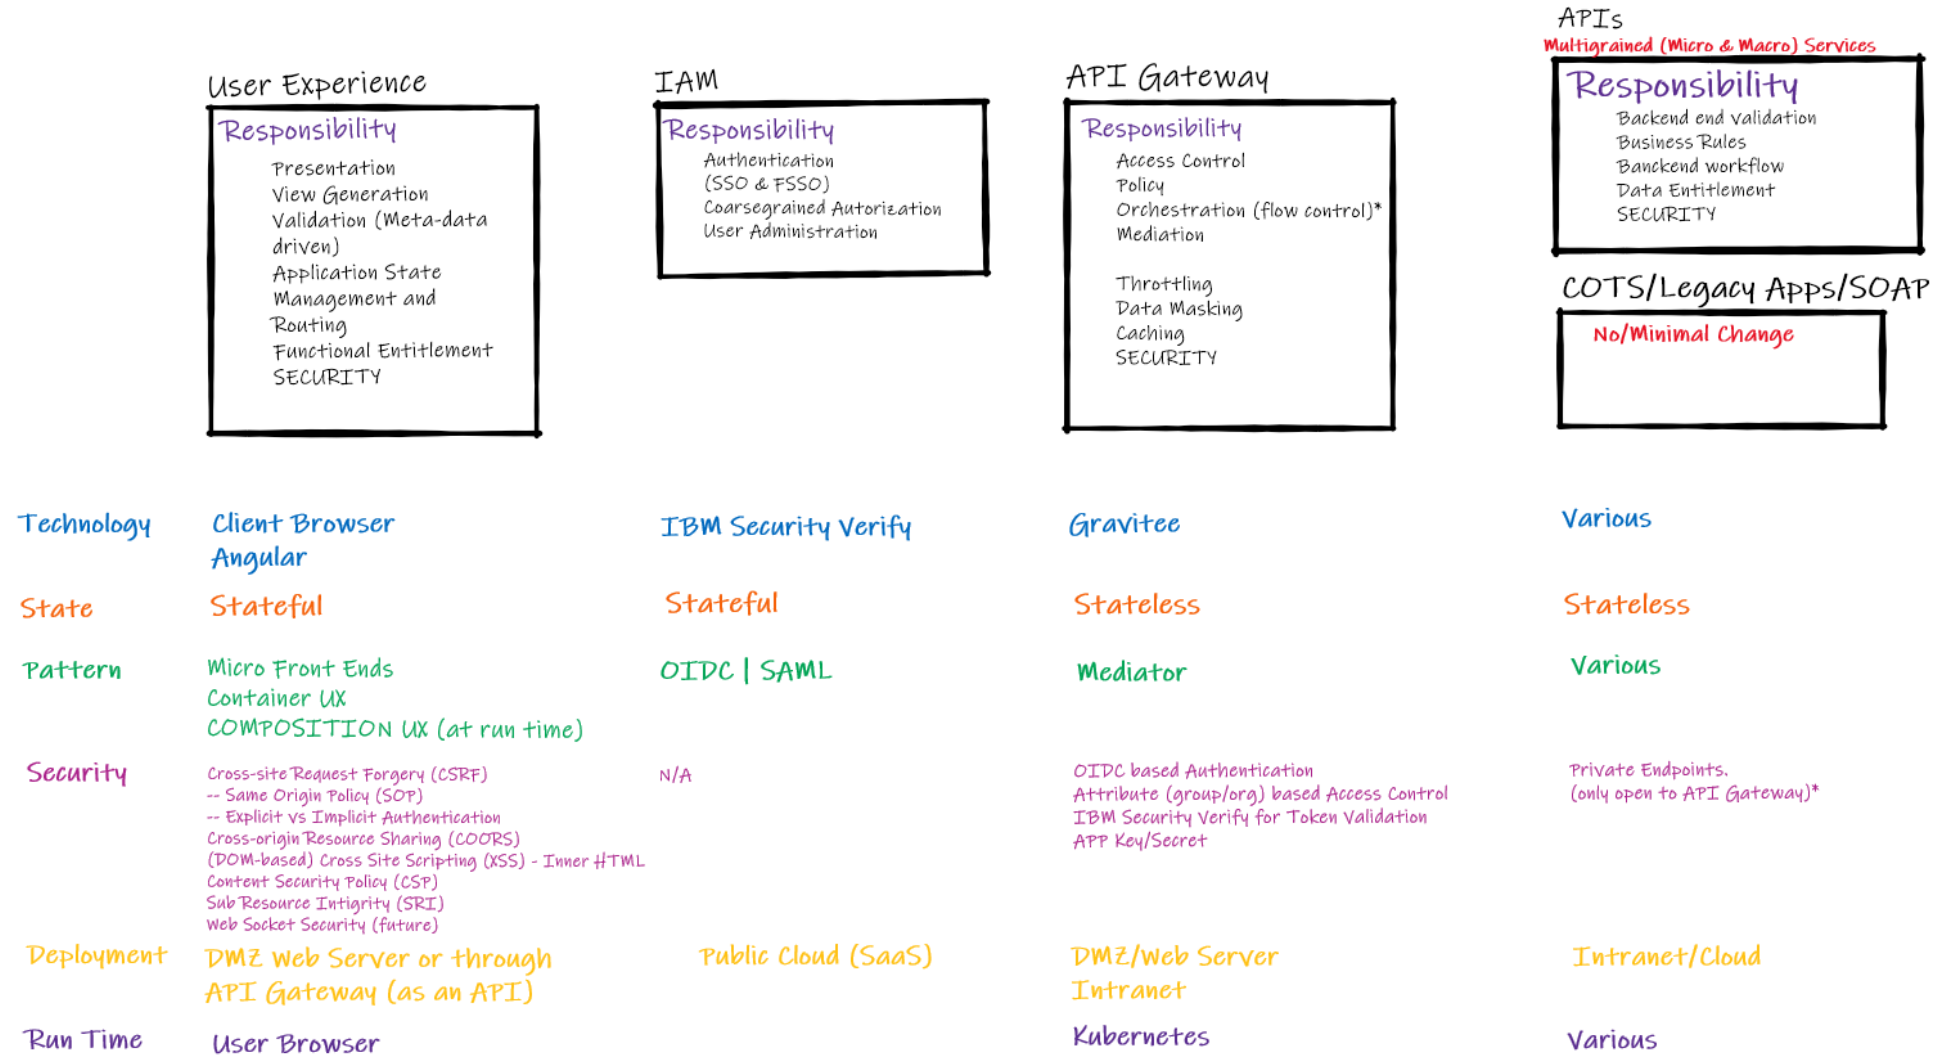 APIs
Multigrained (Micro & Macro) Services
User Experience
Responsibility
Presentation
View Generation
Validation (Meta-data
driven)
Application State
Management and
Routing
Functional Entitlement
SECURITY
IAM
Responsibility
Authentication
(SSO & FSSO)
Coarsegrained Autorization
User Administration
API Gateway
Responsibility
Access Control
Policy
Orchestration (flow control)*
Mediation
Throttling
Data Masking
Caching
SECURITY
Responsibility
Backend end validation
Business Rules
Banckend workflow
Data Entitlement
SECURITY
COTS/Legacy Apps/SOAP
No/Minimal Change
Technology
Client Browser
Angular
IBM Security Verify
Gravitee
Various
State
Stateful
Stateful
Stateless
Stateless
Pattern
Micro Front Ends
Container UX
COMPOSITION UX (at run time)
OIDC | SAML
Mediator
Various
Security
Cross-site Request Forgery (CSRF)
-- Same Origin Policy (SOP)
-- Explicit vs Implicit Authentication
Cross-origin Resource Sharing (COORS)
(DOM-based) Cross Site Scripting (XSS) - Inner HTML
Content Security Policy (CSP)
Sub Resource Intigrity (SRI)
Web Socket Security (future)
N/A
OIDC based Authentication
Attribute (group/org) based Access Control
IBM Security Verify for Token Validation
APP Key/Secret
Private Endpoints.
(only open to API Gateway)*
Deployment
DMZ Web Server or through
API Gateway (as an API)
Public Cloud (SaaS)
DMZ/Web Server
Intranet
Intranet/Cloud
Run Time
User Browser
Kubernetes
Various